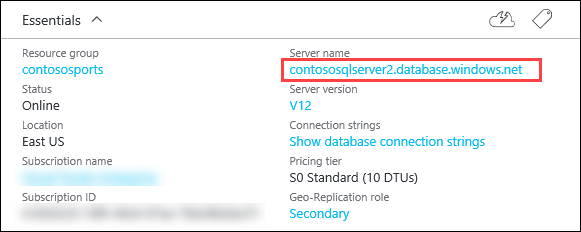 Essentials
Resource group
contososports
Status
Online
Location
East US
Subscription name
Subscription ID
Server name
contososqlserver2.database.windows.net
Server version
V12
Connection strings
Show database connection strings
Pricing tier
S0 Standard (10 DTUs)
Geo-Replication role
Secondary